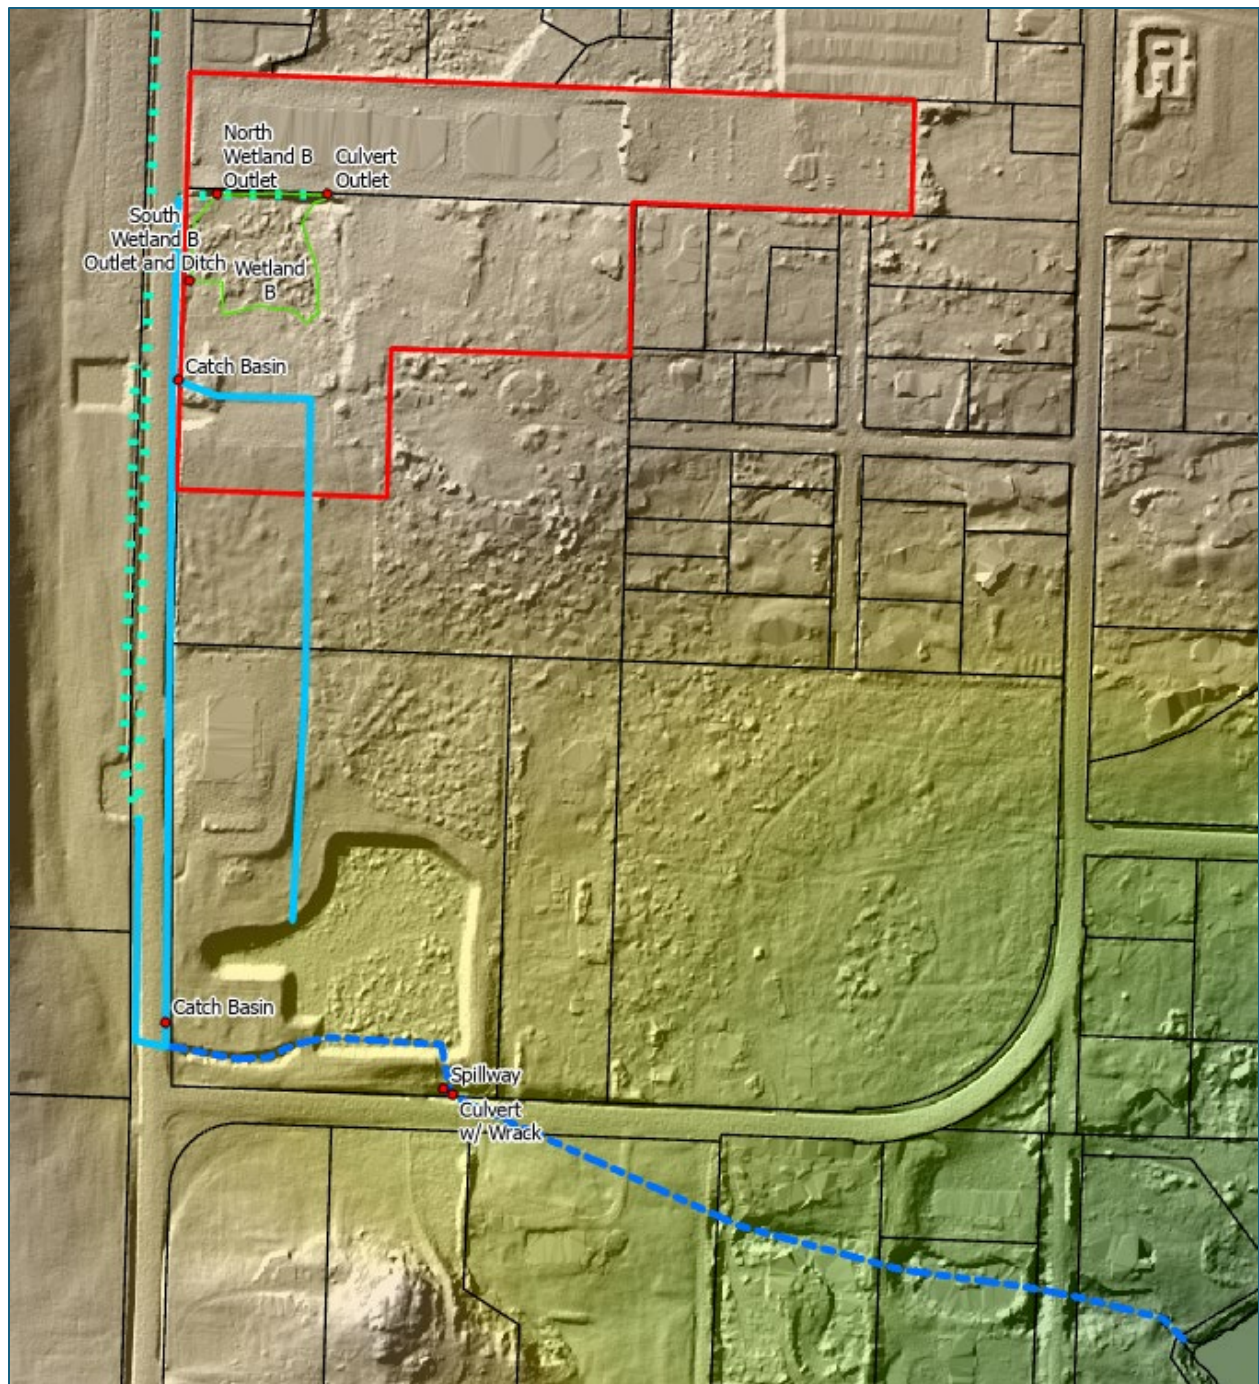 North
Wetland B
Outlet
Culvert
Outlet
South
Wetland B
Outlet and Ditch
Wetland
B
Catch Basin
Catch Basin
Spillway
Culvert
w/ Wrack